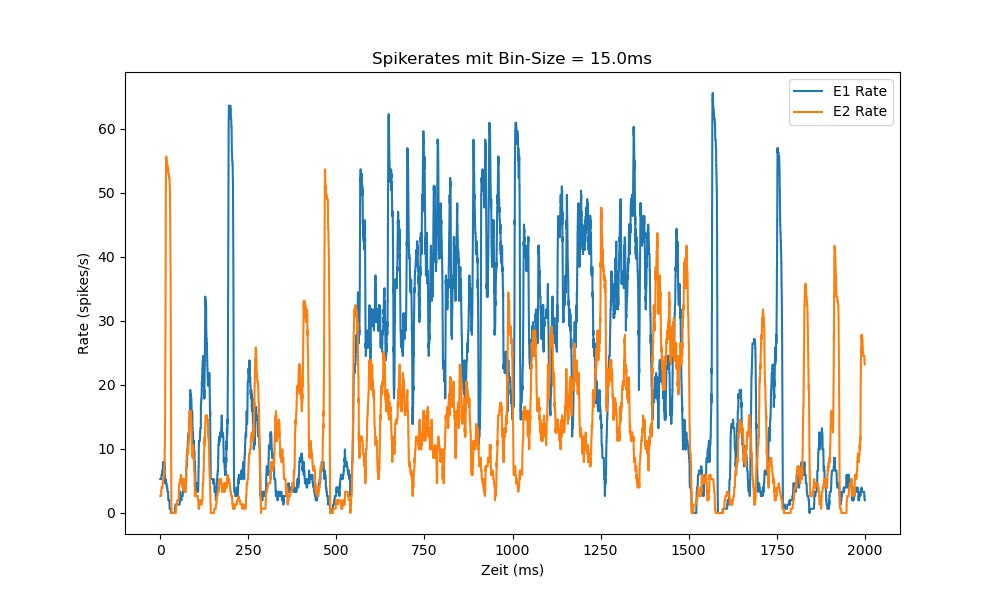 Spikerates mit Bin-Size = 15.0ms
E1 Rate
E2 Rate
Rate (spikes/s)
60
50
40
30
20
10
0
0 250 500 750 1000 1250 1500 1750 2000
Zeit (ms)